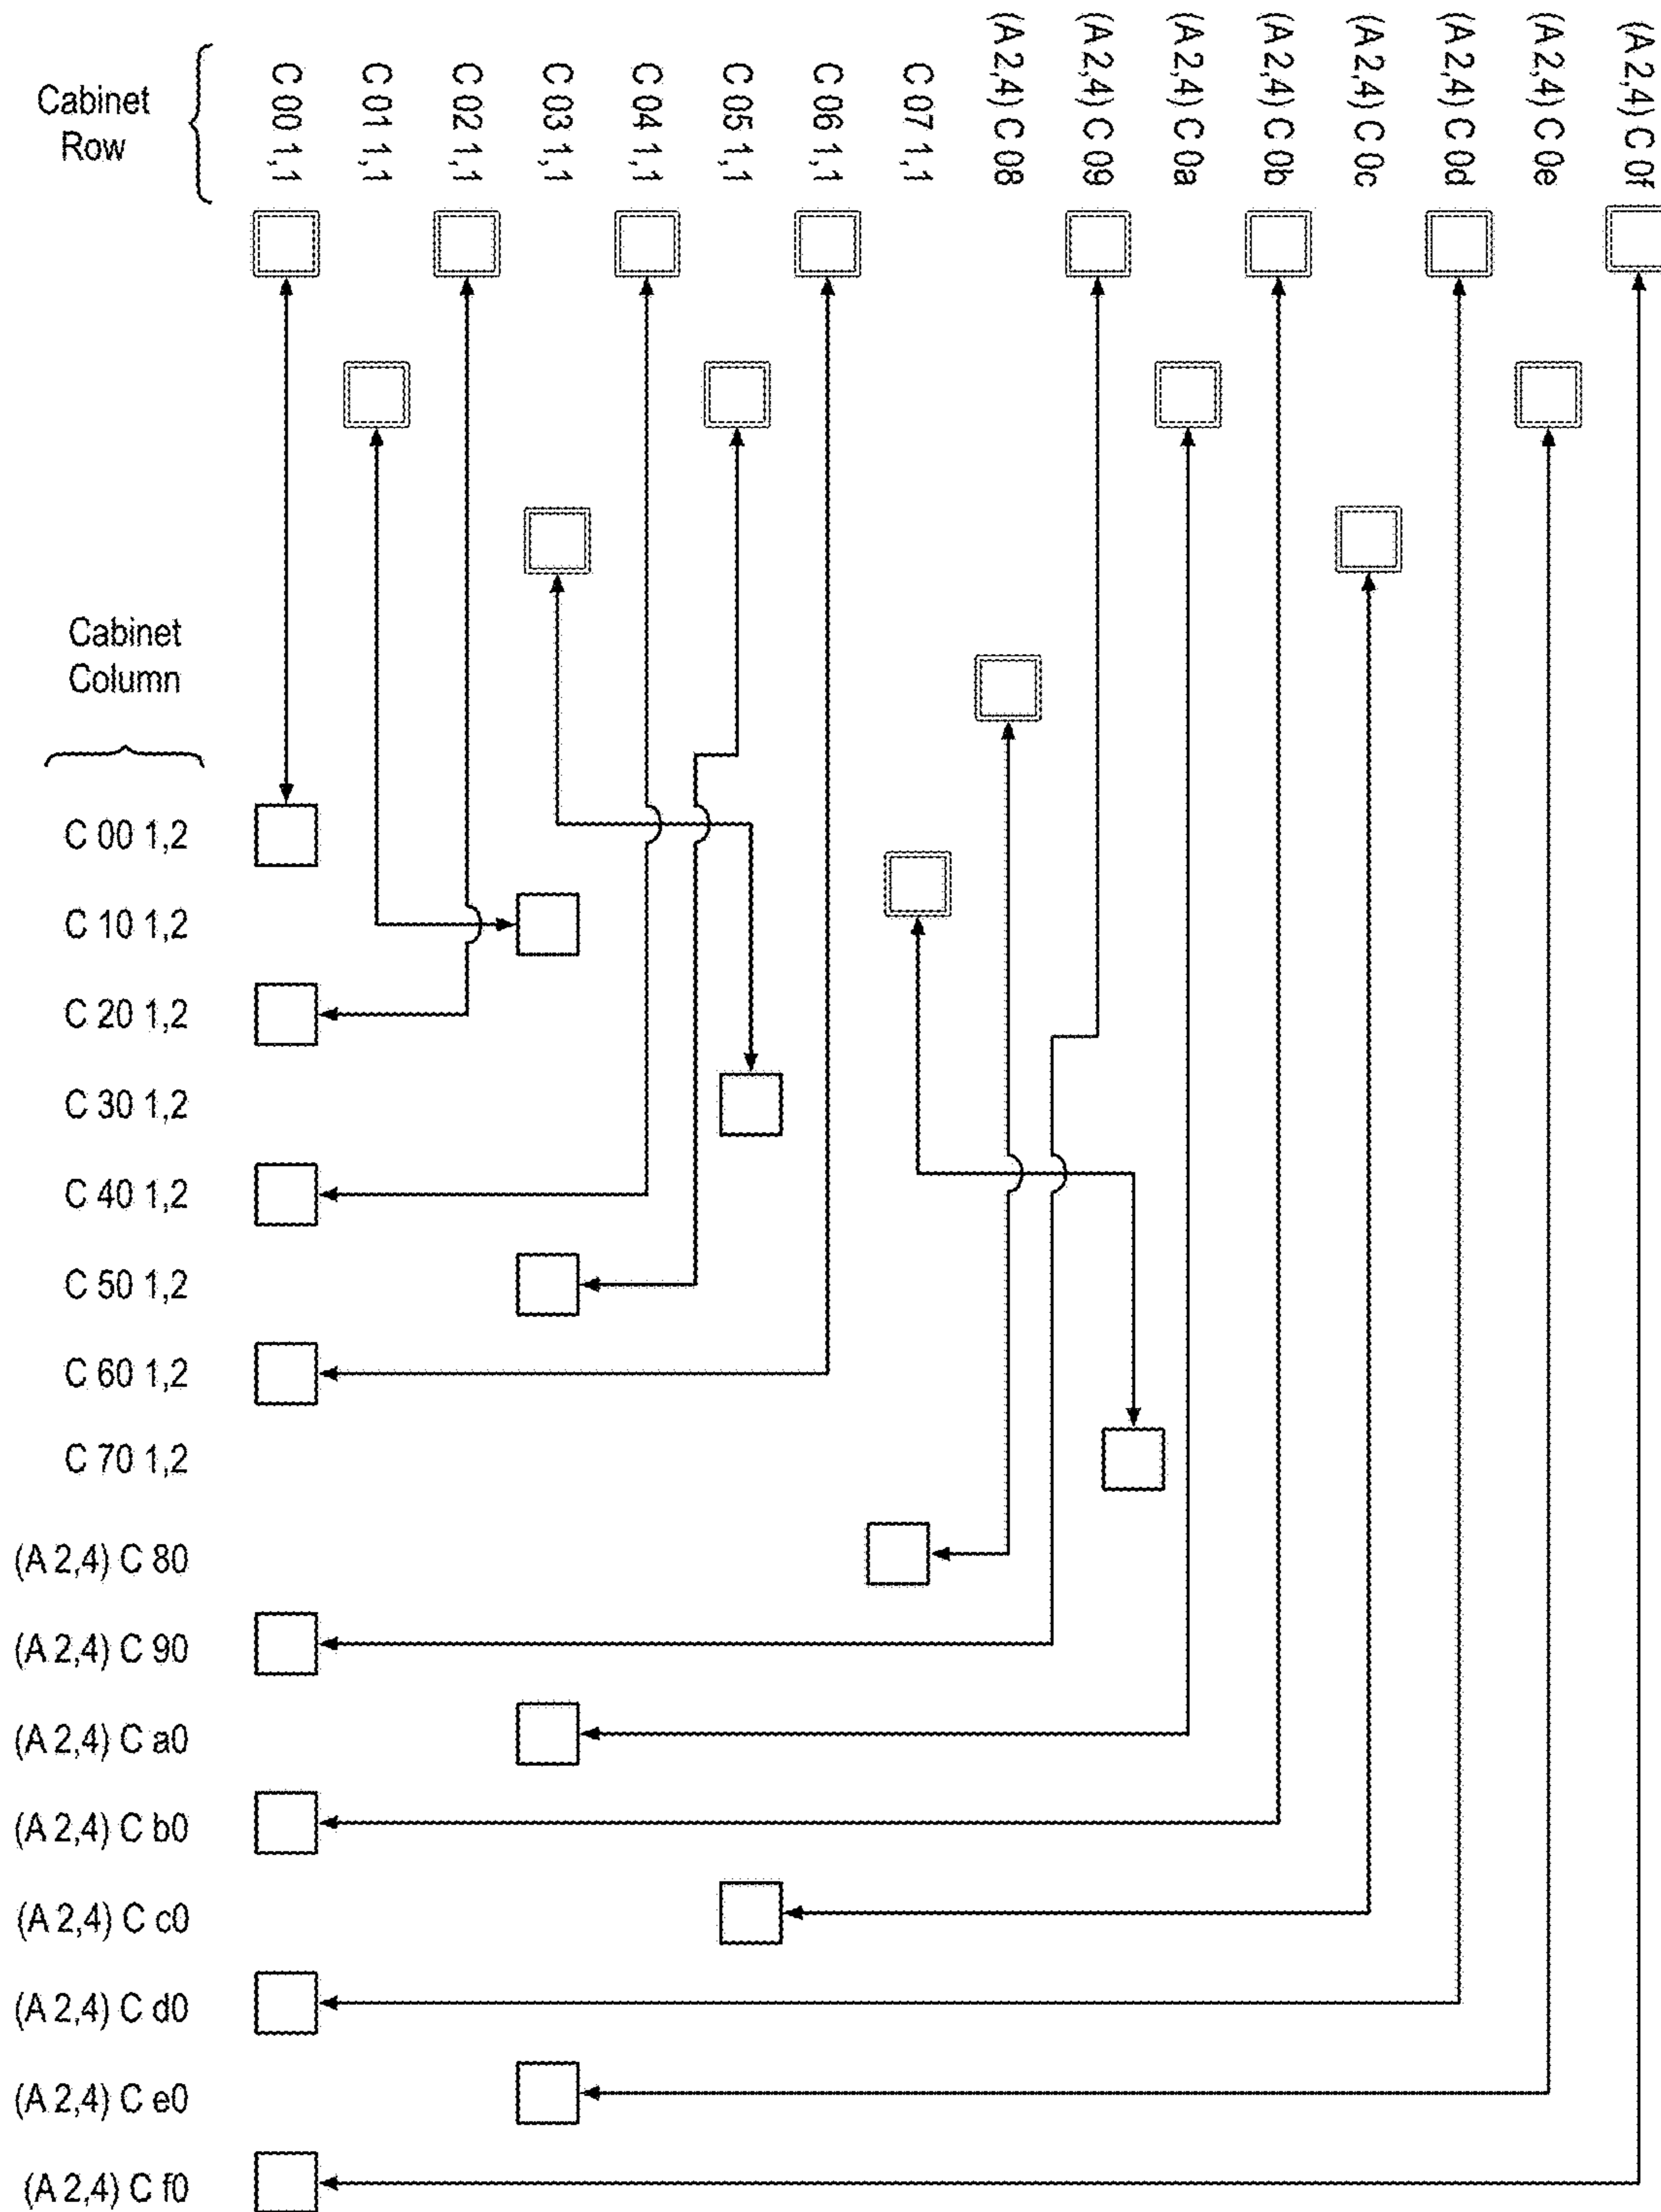 Cabinet
Row
C 00 1,1
C 01 1,1
C 02 1,1
C 03 1,1
C 04 1,1
C 05 1,1
C 06 1,1
C 07 1,1
(A 2,4) C 08
(A 2,4) C 09
(A 2,4) C 0a
(A 2,4) C 0b
(A 2,4) C 0c
(A 2,4) C 0d
(A 2,4) C 0e
(A 2,4) C 0f
Cabinet
Column
C 00 1,2
C 10 1,2
C 20 1,2
C 30 1,2
C 40 1,2
C 50 1,2
C 60 1,2
C 70 1,2
(A 2,4) C 80
(A 2,4) C 90
(A 2,4) C a0
(A 2,4) C b0
(A 2,4) C c0
(A 2,4) C d0
(A 2,4) C e0
(A 2,4) C f0